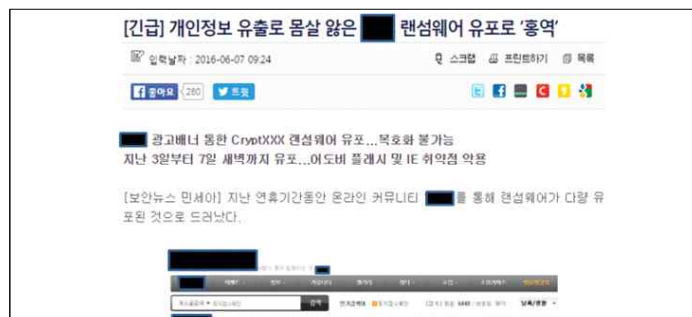 [긴급] 개인정보 유출로 몸살 앓은 랜섬웨어 유포로 '홍역'
입력날짜 : 2016-06-07 09:24
스크랩 프린트하기 목록
좋아요 280 트윗
광고배너 통한 CryptXXX 랜섬웨어 유포...복호화 불가능
지난 3일부터 7일 새벽까지 유포...어도비 플래시 및 IE 취약점 악용
[보안뉴스 민세아] 지난 연휴기간동안 온라인 커뮤니티 를 통해 랜섬웨어가 다량 유
포된 것으로 드러났다.
검색